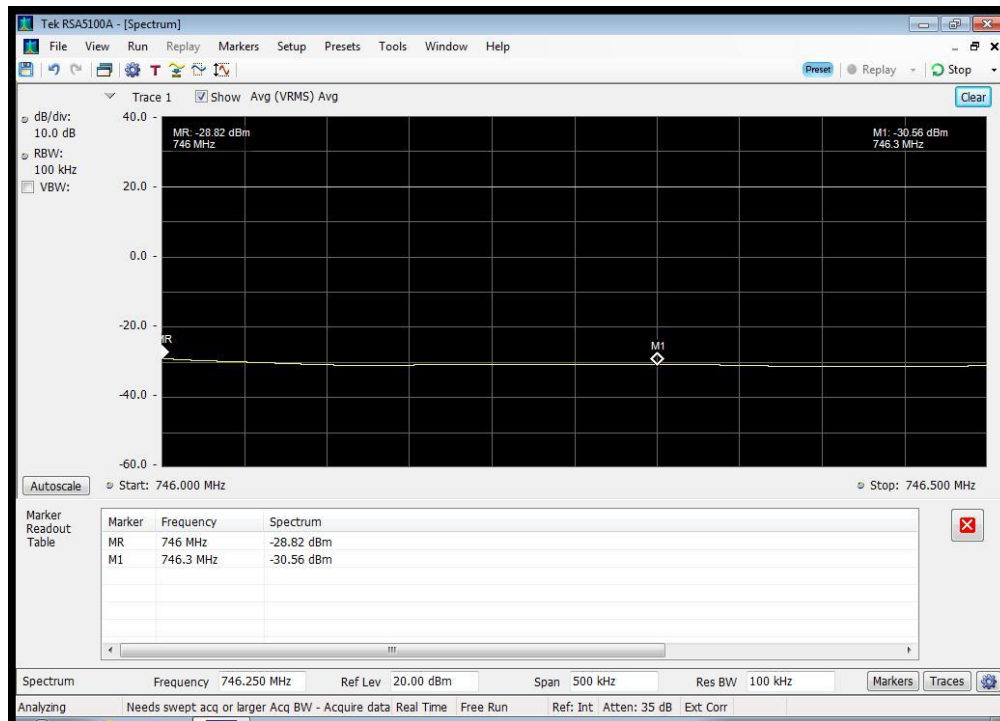 Tek RSA5100A - [Spectrum]
File View Run Replay Markers Setup Presets Tools Window Help
T Preset Replay Stop
Trace 1 Show Avg (VRMS) Avg Clear
dB/div:
10.0 dB
RBW:
100 kHz
VBW:
40.0
20.0
0.0
-20.0
-40.0
-60.0
MR: -28.82 dBm
746 MHz
M1: -30.56 dBm
746.3 MHz
M1
Autoscale Start: 746.000 MHz Stop: 746.500 MHz
Marker
Readout
Table
Marker Frequency Spectrum
MR 746 MHz -28.82 dBm
M1 746.3 MHz -30.56 dBm
Spectrum Frequency 746.250 MHz Ref Lev 20.00 dBm Span 500 kHz Res BW 100 kHz Markers Traces
Analyzing Needs swept acq or larger Acq BW - Acquire data Real Time Free Run Ref: Int Atten: 35 dB Ext Corr